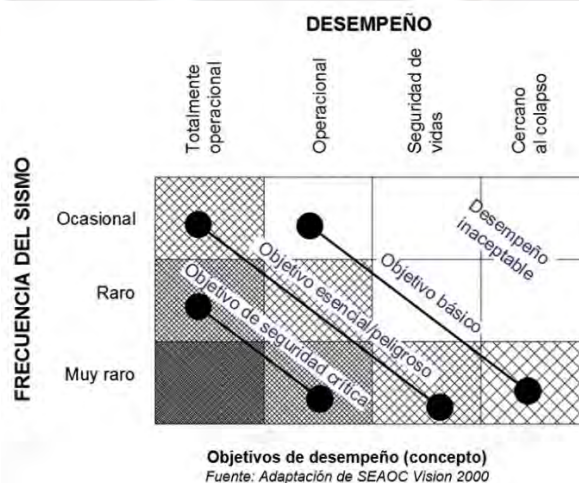 DESEMPEÑO
Totalmente
operacional
Operacional
Seguridad de
vidas
Cercano
al colapso
FRECUENCIA DEL SISMO
Ocasional
Raro
Muy raro
Desempeño
inaceptable
Objetivo básico
Objetivo esencial/peligroso
Objetivo de seguridad crítica
Objetivos de desempeño (concepto)
Fuente: Adaptación de SEAOC Vision 2000